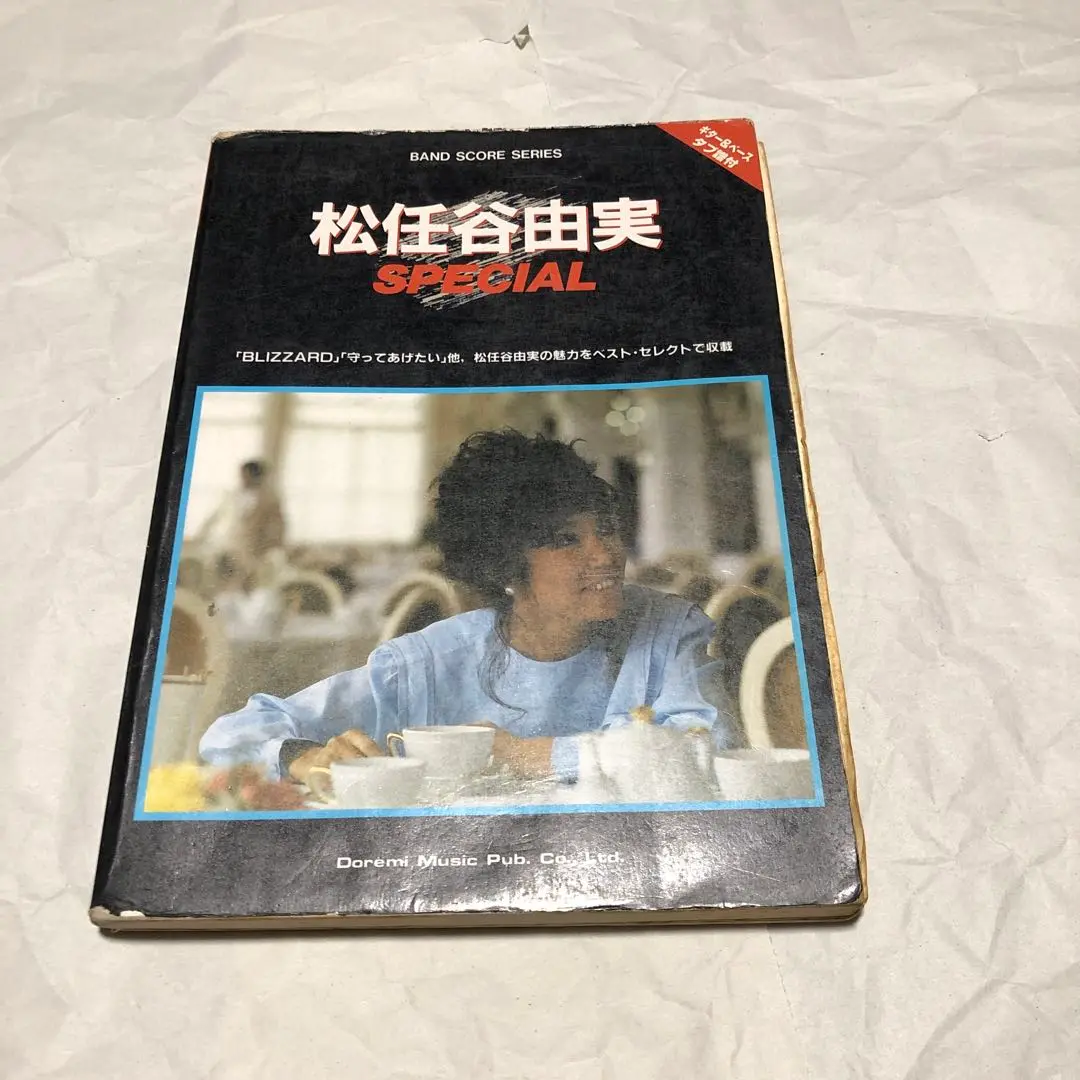 BAND SCORE SERIES
ギター&ベース
タブ譜付
松任谷由実
SPECIAL
「BLIZZARD」「守ってあげたい」他, 松任谷由実の魅力をベスト・セレクトで収載
Doremi Music Pub. Co., Ltd.